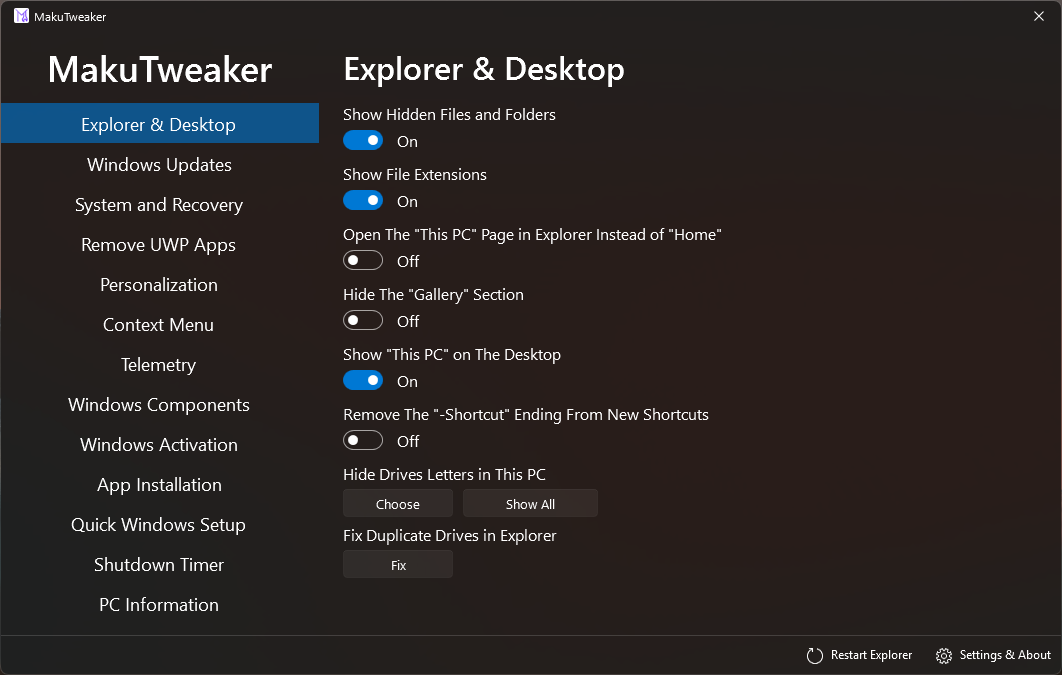 MakuTweaker
MakuTweaker
Explorer & Desktop
Windows Updates
System and Recovery
Remove UWP Apps
Personalization
Context Menu
Telemetry
Windows Components
Windows Activation
App Installation
Quick Windows Setup
Shutdown Timer
PC Information
Explorer & Desktop
Show Hidden Files and Folders
On
Show File Extensions
On
Open The "This PC" Page in Explorer Instead of "Home"
Off
Hide The "Gallery" Section
Off
Show "This PC" on The Desktop
On
Remove The "-Shortcut" Ending From New Shortcuts
Off
Hide Drives Letters in This PC
Choose Show All
Fix Duplicate Drives in Explorer
Fix
Restart Explorer Settings & About